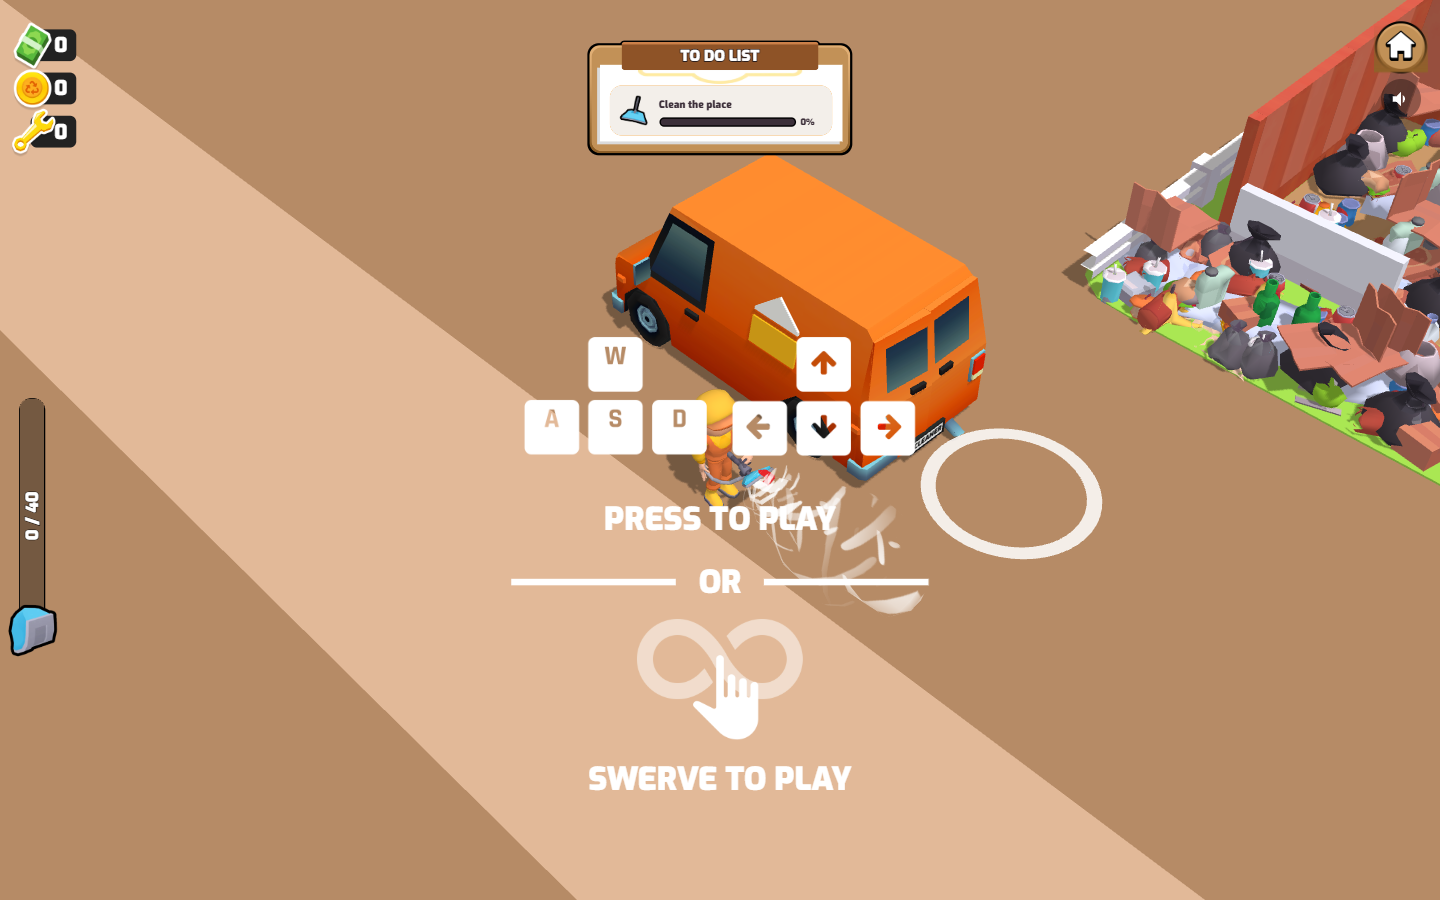 0
0
0
TO DO LIST
Clean the place
0%
W
A S D
0 / 40
CLEANER
PRESS TO PLAY
OR
SWERVE TO PLAY